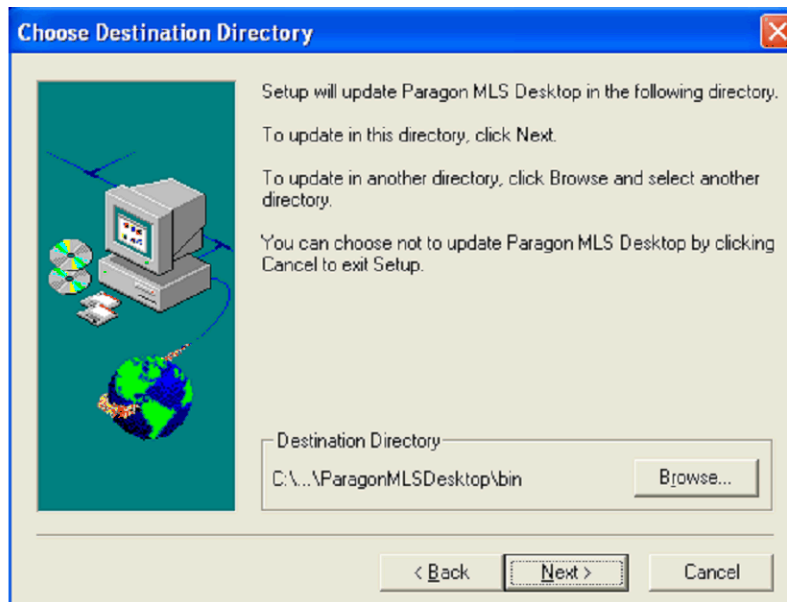 Choose Destination Directory
Setup will update Paragon MLS Desktop in the following directory.
To update in this directory, click Next.
To update in another directory, click Browse and select another
directory.
You can choose not to update Paragon MLS Desktop by clicking
Cancel to exit Setup.
Destination Directory
C:\...\ParagonMLSDesktop\bin
Browse...
< Back
Next >
Cancel